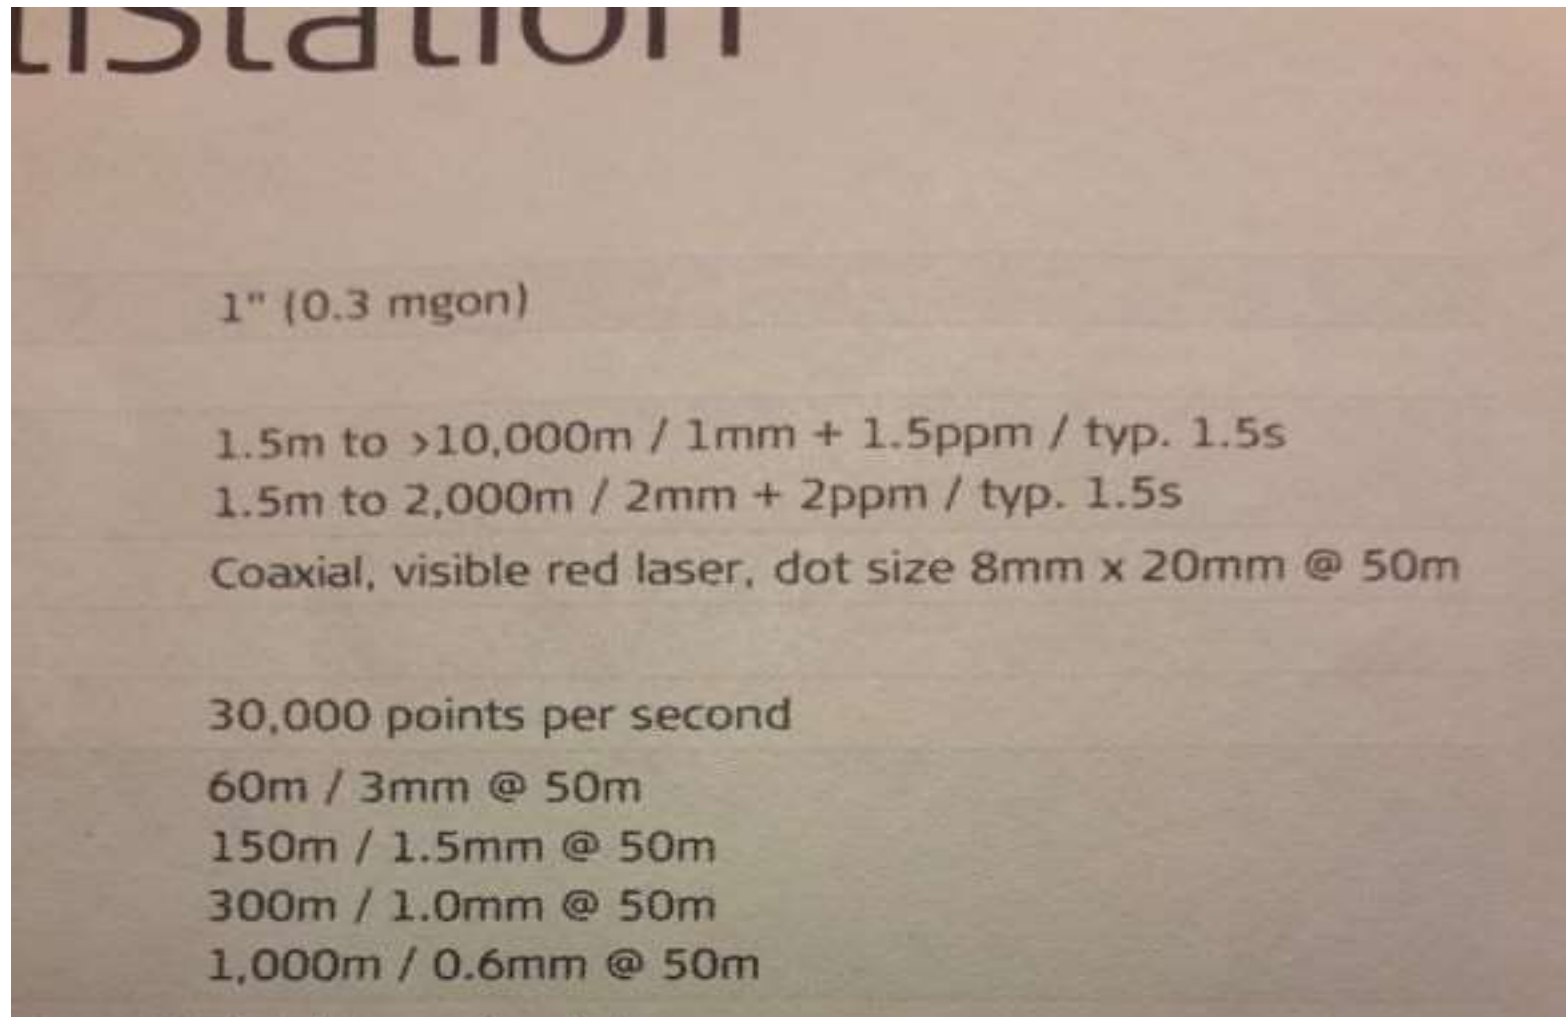 tiStation
1" (0.3 mgon)
1.5m to >10,000m / 1mm + 1.5ppm / typ. 1.5s
1.5m to 2,000m / 2mm + 2ppm / typ. 1.5s
Coaxial, visible red laser, dot size 8mm x 20mm @ 50m
30,000 points per second
60m / 3mm @ 50m
150m / 1.5mm @ 50m
300m / 1.0mm @ 50m
1,000m / 0.6mm @ 50m